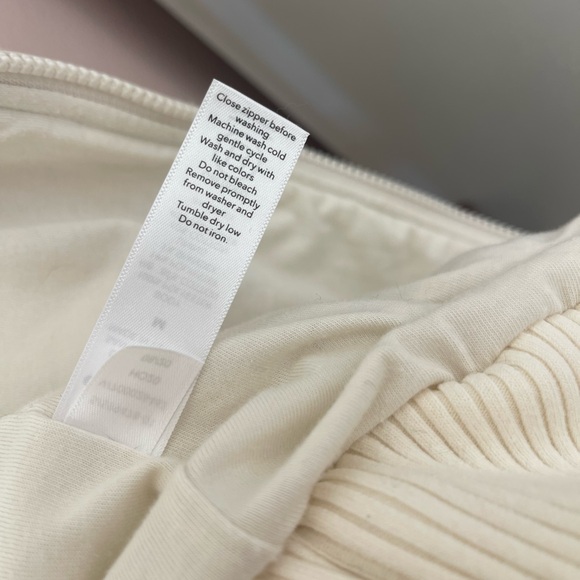 Close zipper before
washing
Machine wash cold
gentle cycle
Wash and dry with
like colors
Do not bleach
Remove promptly
from washer and
dryer
Tumble dry low
Do not iron.